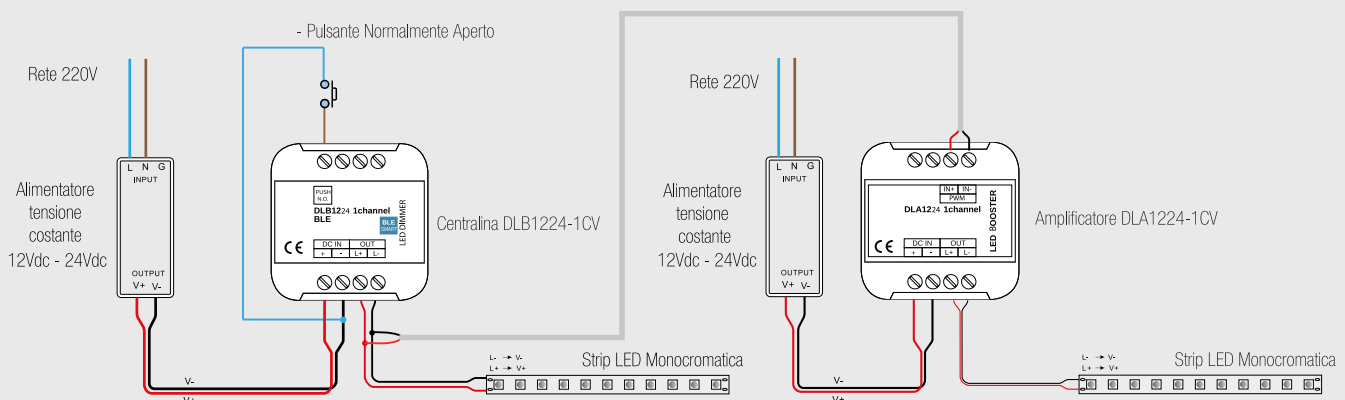 - Pulsante Normalmente Aperto
Rete 220V
L N G
INPUT
Alimentatore
tensione
costante
12Vdc - 24Vdc
OUTPUT
V+ V-
PUSH
N.O.
DLB1224 1channel
BLE
BLE
SMART
LED DIMMER
CE
DC IN OUT
+ - L+ L-
Centralina DLB1224-1CV
V-
V+
L- → V-
L+ → V+
Strip LED Monocromatica
Rete 220V
L N G
INPUT
Alimentatore
tensione
costante
12Vdc - 24Vdc
OUTPUT
V+ V-
IN+ IN-
PWM
DLA1224 1channel
LED BOOSTER
CE
DC IN OUT
+ - L+ L-
Amplificatore DLA1224-1CV
V-
V+
L- → V-
L+ → V+
Strip LED Monocromatica